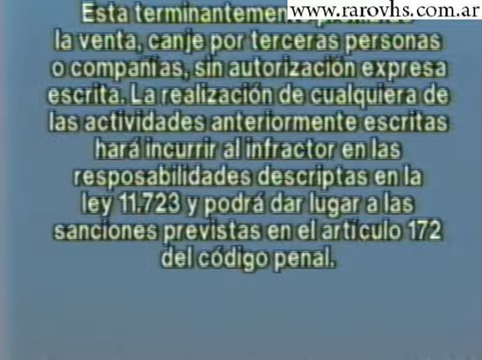 www.rarovhs.com.ar
Esta terminantemente
la venta, canje por terceras personas
o compañias, sin autorización expresa
escrita. La realización de cualquiera de
las actividades anteriormente escritas
hará incurrir al infractor en las
resposabilidades descriptas en la
ley 11.723 y podrá dar lugar a las
sanciones previstas en el artículo 172
del código penal.